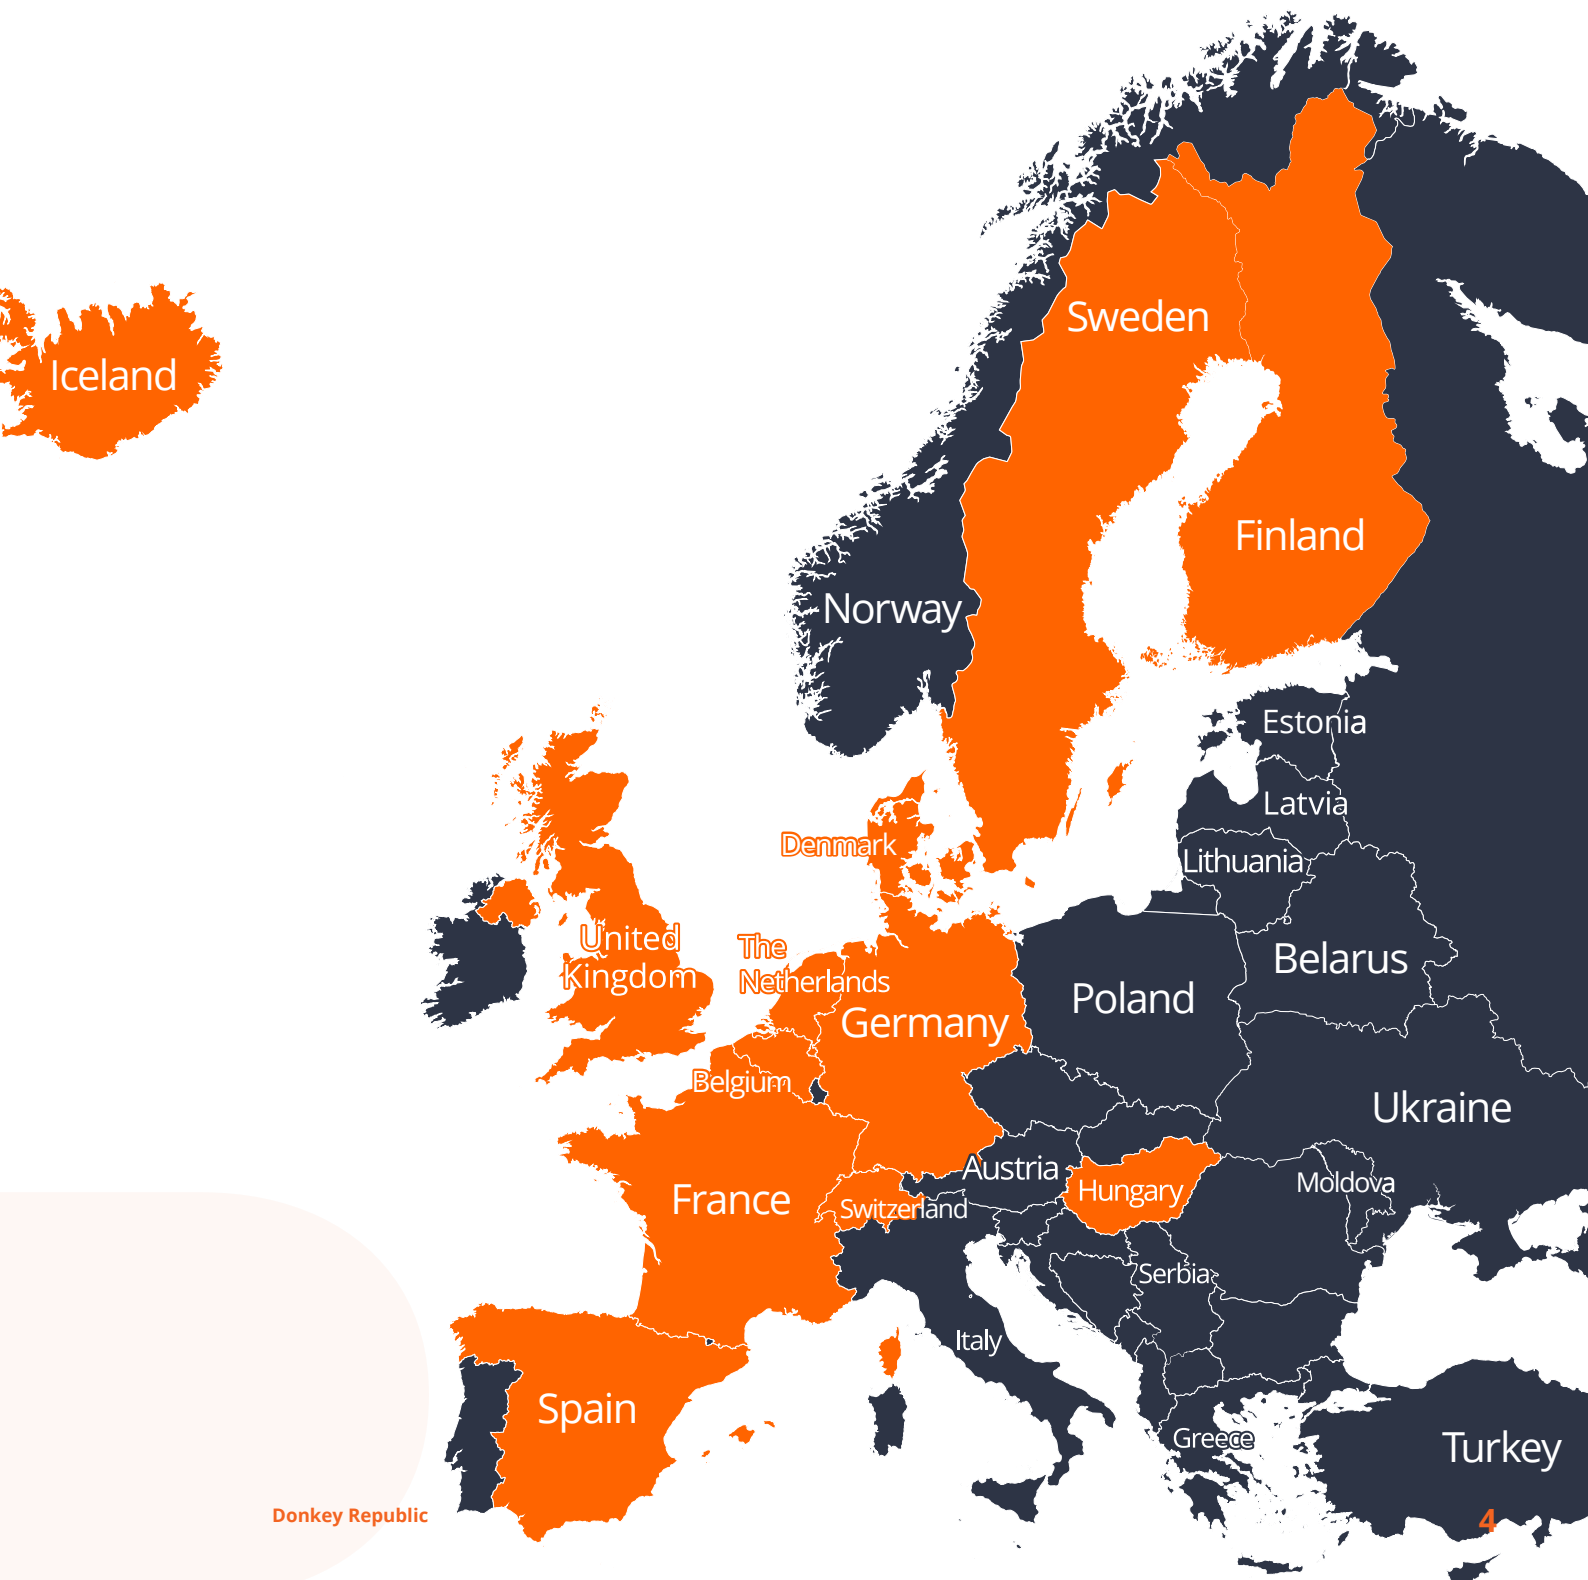 Sweden
Iceland
Finland
Norway
Estonia
Latvia
Denmark
Lithuania
United
Kingdom
The
Netherlands
Belarus
Poland
Germany
Belgium
Ukraine
Austria
Hungary
Moldova
France
Switzerland
Serbia
Italy
Spain
Greece
Turkey
Donkey Republic
4